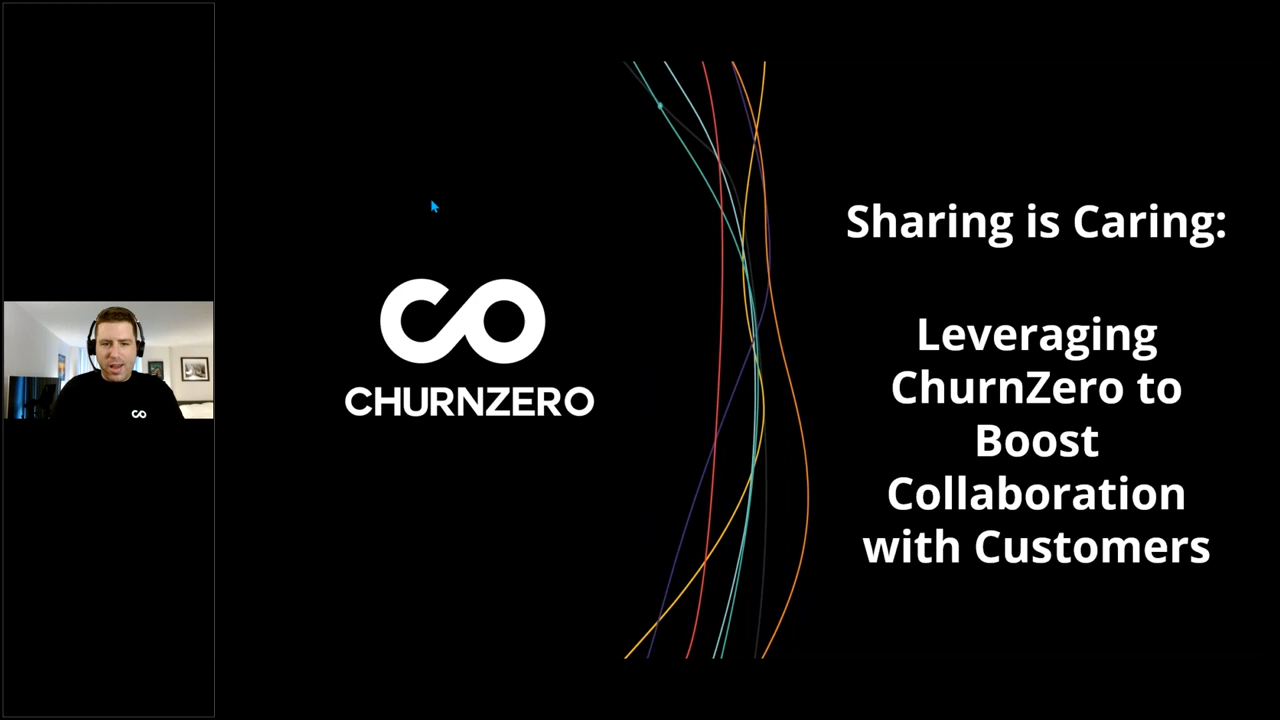 CHURNZERO
Sharing is Caring:
Leveraging
ChurnZero to
Boost
Collaboration
with Customers